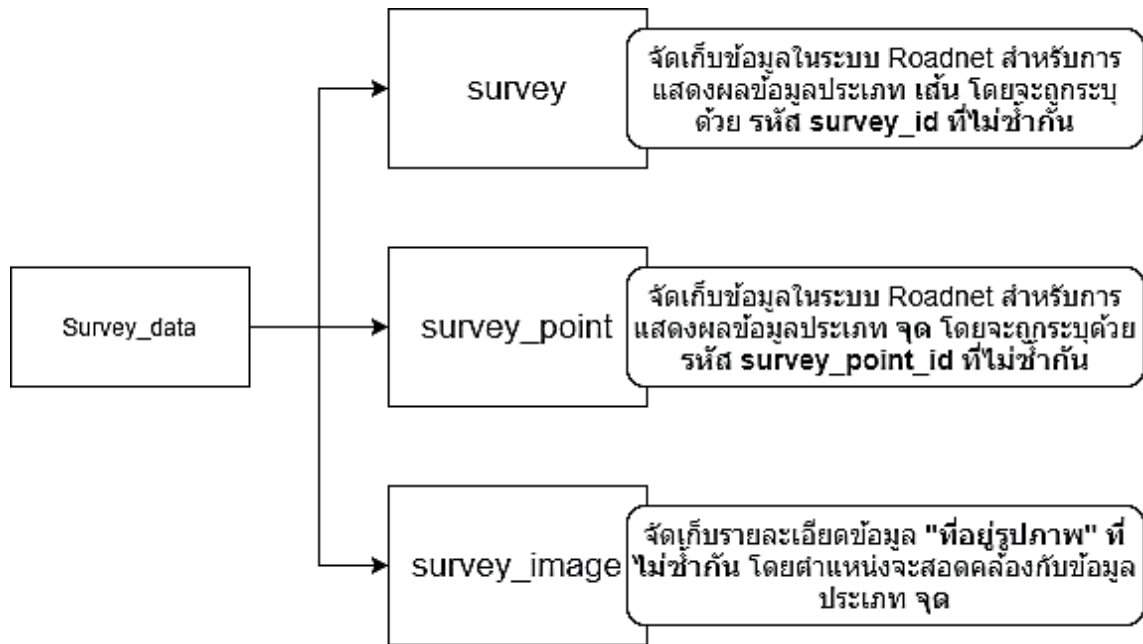 survey
จัดเก็บข้อมูลในระบบ Roadnet สำหรับการ
แสดงผลข้อมูลประเภท เส้น โดยจะถูกระบุ
ด้วย รหัส survey_id ที่ไม่ซ้ำกัน
Survey_data
survey_point
จัดเก็บข้อมูลในระบบ Roadnet สำหรับการ
แสดงผลข้อมูลประเภท จุด โดยจะถูกระบุด้วย
รหัส survey_point_id ที่ไม่ซ้ำกัน
survey_image
จัดเก็บรายละเอียดข้อมูล "ที่อยู่รูปภาพ" ที่
ไม่ซ้ำกัน โดยตำแหน่งจะสอดคล้องกับข้อมูล
ประเภท จุด